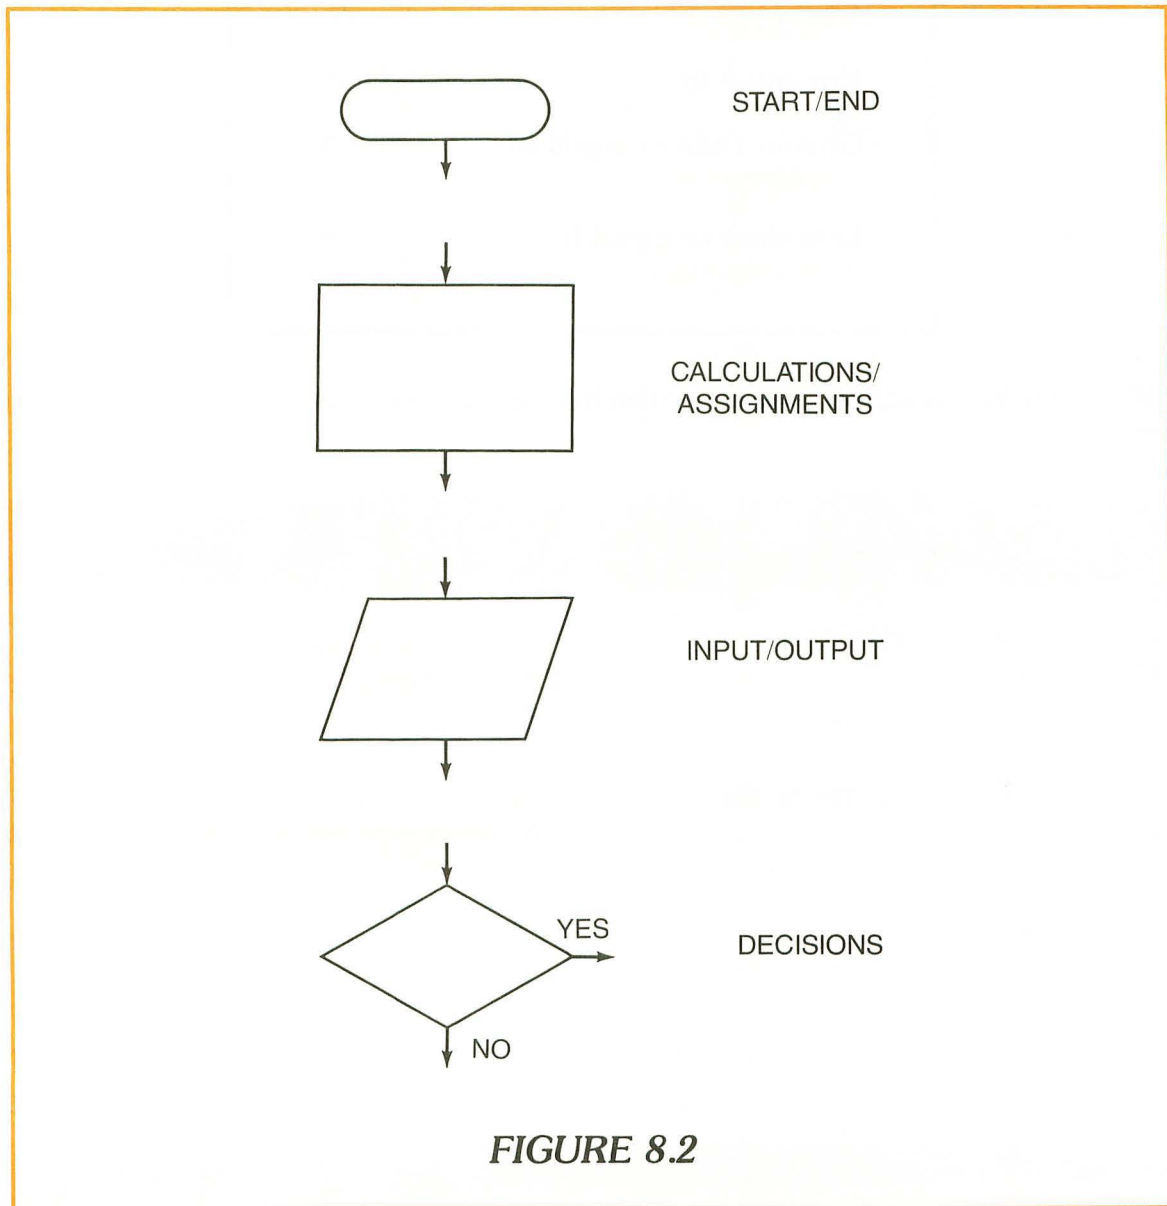 START/END
CALCULATIONS/
ASSIGNMENTS
INPUT/OUTPUT
YES
DECISIONS
NO
FIGURE 8.2